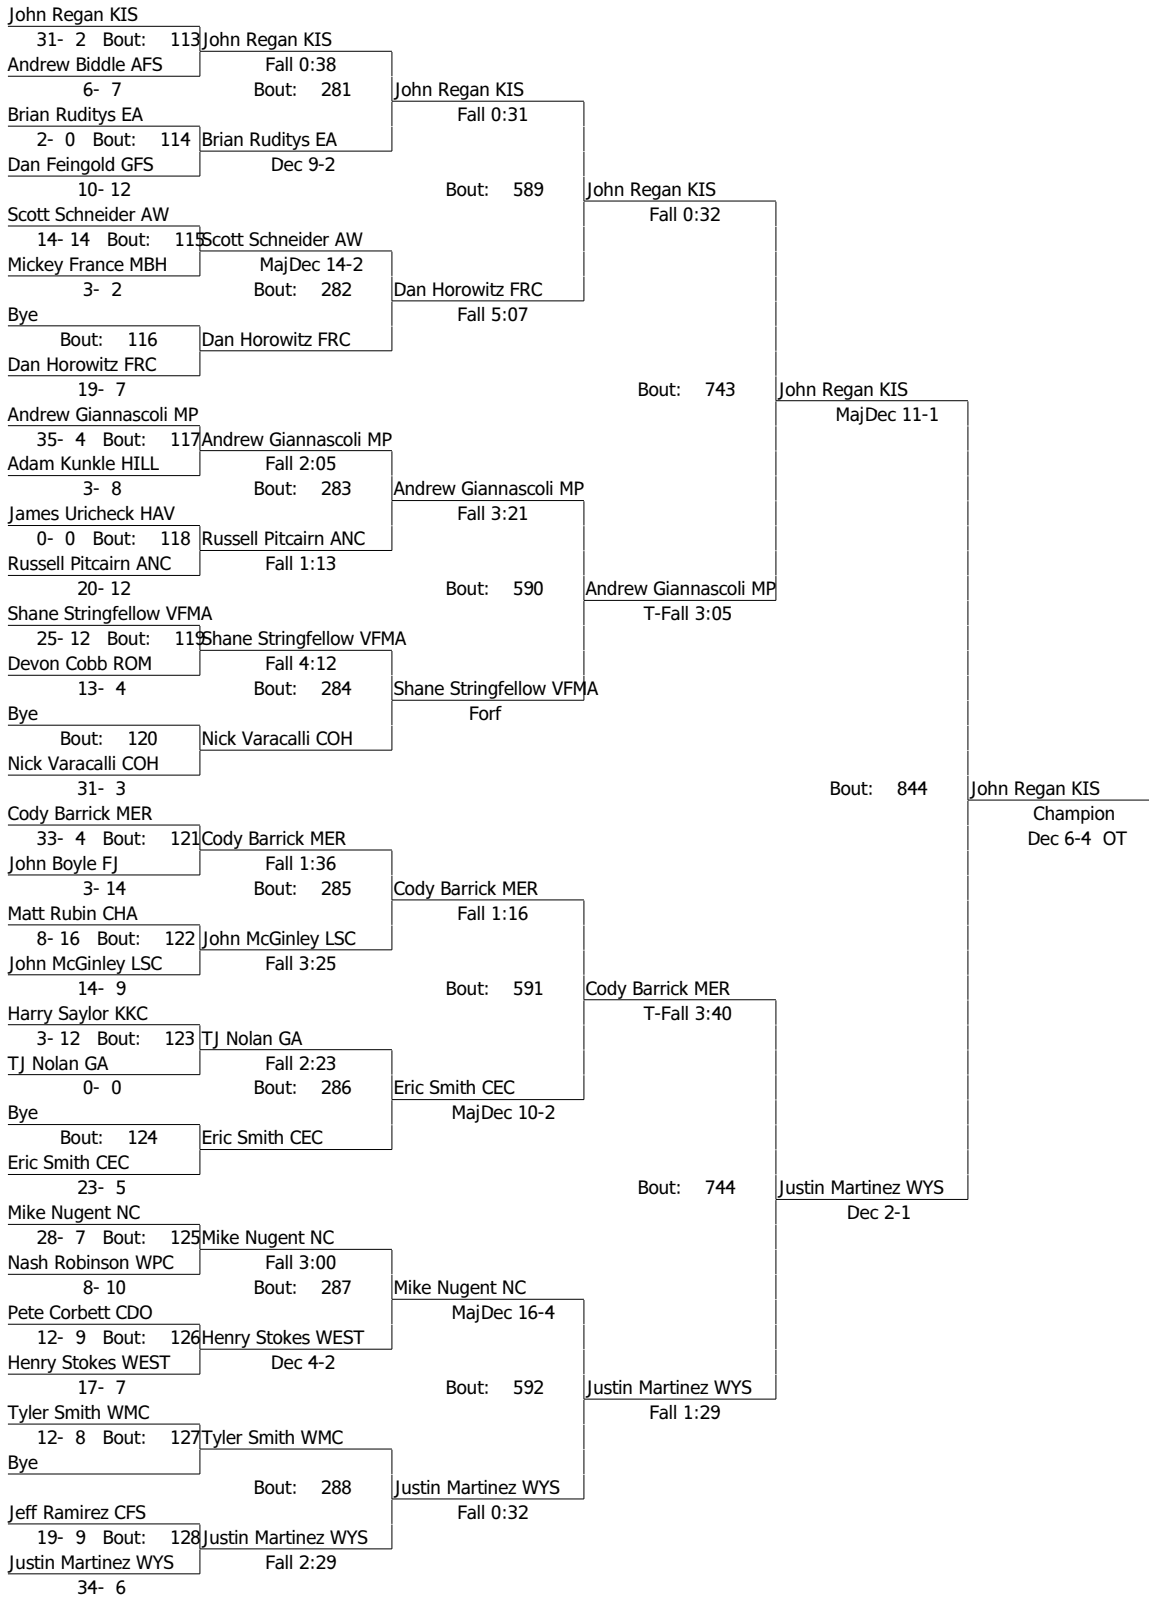 John Regan KIS
31- 2 Bout: 113 John Regan KIS
Andrew Biddle AFS Fall 0:38
6- 7 Bout: 281 John Regan KIS
Brian Ruditys EA Fall 0:31
2- 0 Bout: 114 Brian Ruditys EA
Dan Feingold GFS Dec 9-2
10- 12 Bout: 589 John Regan KIS
Scott Schneider AW Fall 0:32
14- 14 Bout: 115 Scott Schneider AW
Mickey France MBH MajDec 14-2
3- 2 Bout: 282 Dan Horowitz FRC
Bye Fall 5:07
Bout: 116 Dan Horowitz FRC
Dan Horowitz FRC
19- 7 Bout: 743 John Regan KIS
Andrew Giannascoli MP MajDec 11-1
35- 4 Bout: 117 Andrew Giannascoli MP
Adam Kunkle HILL Fall 2:05
3- 8 Bout: 283 Andrew Giannascoli MP
James Uricheck HAV Fall 3:21
0- 0 Bout: 118 Russell Pitcairn ANC
Russell Pitcairn ANC Fall 1:13
20- 12 Bout: 590 Andrew Giannascoli MP
Shane Stringfellow VFMA T-Fall 3:05
25- 12 Bout: 119 Shane Stringfellow VFMA
Devon Cobb ROM Fall 4:12
13- 4 Bout: 284 Shane Stringfellow VFMA
Bye Forf
Bout: 120 Nick Varacalli COH
Nick Varacalli COH
31- 3 Bout: 844 John Regan KIS
Cody Barrick MER Champion
33- 4 Bout: 121 Cody Barrick MER Dec 6-4 OT
John Boyle FJ Fall 1:36
3- 14 Bout: 285 Cody Barrick MER
Matt Rubin CHA Fall 1:16
8- 16 Bout: 122 John McGinley LSC
John McGinley LSC Fall 3:25
14- 9 Bout: 591 Cody Barrick MER
Harry Saylor KKC T-Fall 3:40
3- 12 Bout: 123 TJ Nolan GA
TJ Nolan GA Fall 2:23
0- 0 Bout: 286 Eric Smith CEC
Bye MajDec 10-2
Bout: 124 Eric Smith CEC
Eric Smith CEC
23- 5 Bout: 744 Justin Martinez WYS
Mike Nugent NC Dec 2-1
28- 7 Bout: 125 Mike Nugent NC
Nash Robinson WPC Fall 3:00
8- 10 Bout: 287 Mike Nugent NC
Pete Corbett CDO MajDec 16-4
12- 9 Bout: 126 Henry Stokes WEST
Henry Stokes WEST Dec 4-2
17- 7 Bout: 592 Justin Martinez WYS
Tyler Smith WMC Fall 1:29
12- 8 Bout: 127 Tyler Smith WMC
Bye
Bout: 288 Justin Martinez WYS
Jeff Ramirez CFS Fall 0:32
19- 9 Bout: 128 Justin Martinez WYS
Justin Martinez WYS Fall 2:29
34- 6